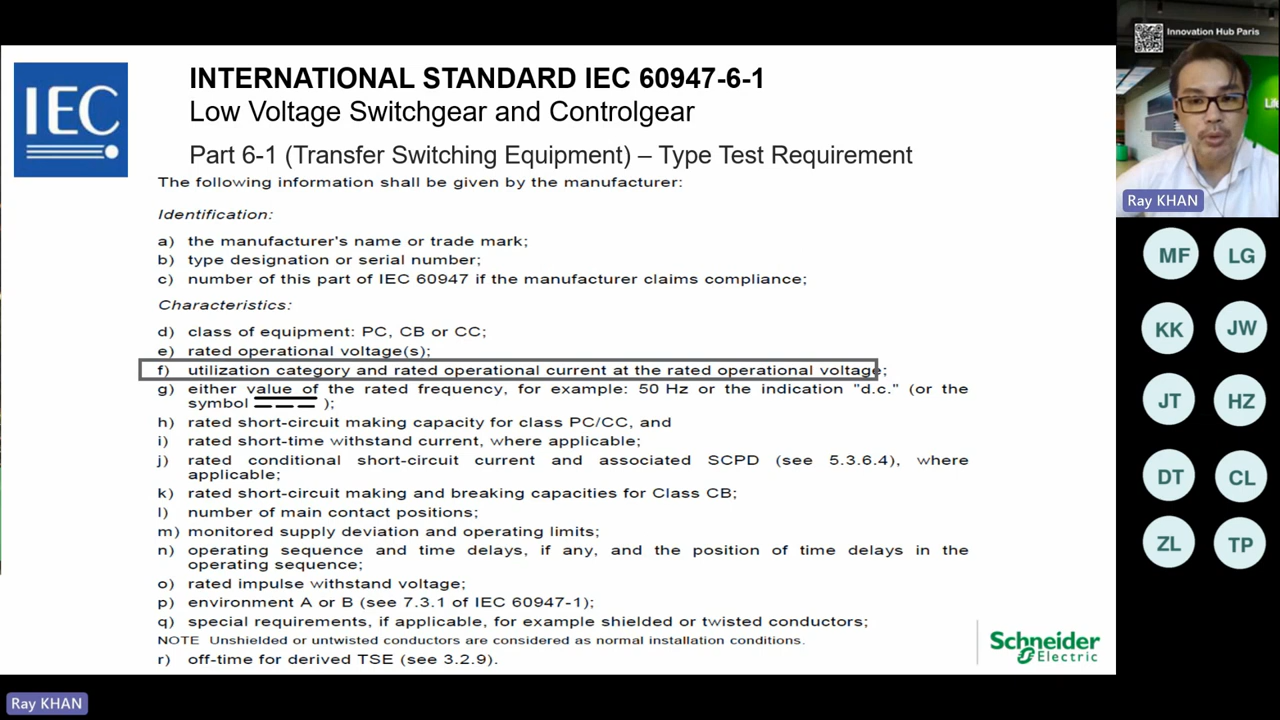 INTERNATIONAL STANDARD IEC 60947-6-1
IEC
Low Voltage Switchgear and Controlgear
Part 6-1 (Transfer Switching Equipment) – Type Test Requirement
The following information shall be given by the manufacturer:
Identification:
a) the manufacturer's name or trade mark;
b) type designation or serial number;
c) number of this part of IEC 60947 if the manufacturer claims compliance;
Characteristics:
d) class of equipment: PC, CB or CC;
e) rated operational voltage(s);
f) utilization category and rated operational current at the rated operational voltage;
g) either value of the rated frequency, for example: 50 Hz or the indication "d.c." (or the
symbol );
h) rated short-circuit making capacity for class PC/CC, and
i) rated short-time withstand current, where applicable;
j) rated conditional short-circuit current and associated SCPD (see 5.3.6.4), where
applicable;
k) rated short-circuit making and breaking capacities for Class CB;
l) number of main contact positions;
m) monitored supply deviation and operating limits;
n) operating sequence and time delays, if any, and the position of time delays in the
operating sequence;
o) rated impulse withstand voltage;
p) environment A or B (see 7.3.1 of IEC 60947-1);
q) special requirements, if applicable, for example shielded or twisted conductors;
NOTE Unshielded or untwisted conductors are considered as normal installation conditions.
r) off-time for derived TSE (see 3.2.9).
Schneider
Electric
Innovation Hub Paris
Ray KHAN
MF LG
KK JW
JT HZ
DT CL
ZL TP
Ray KHAN